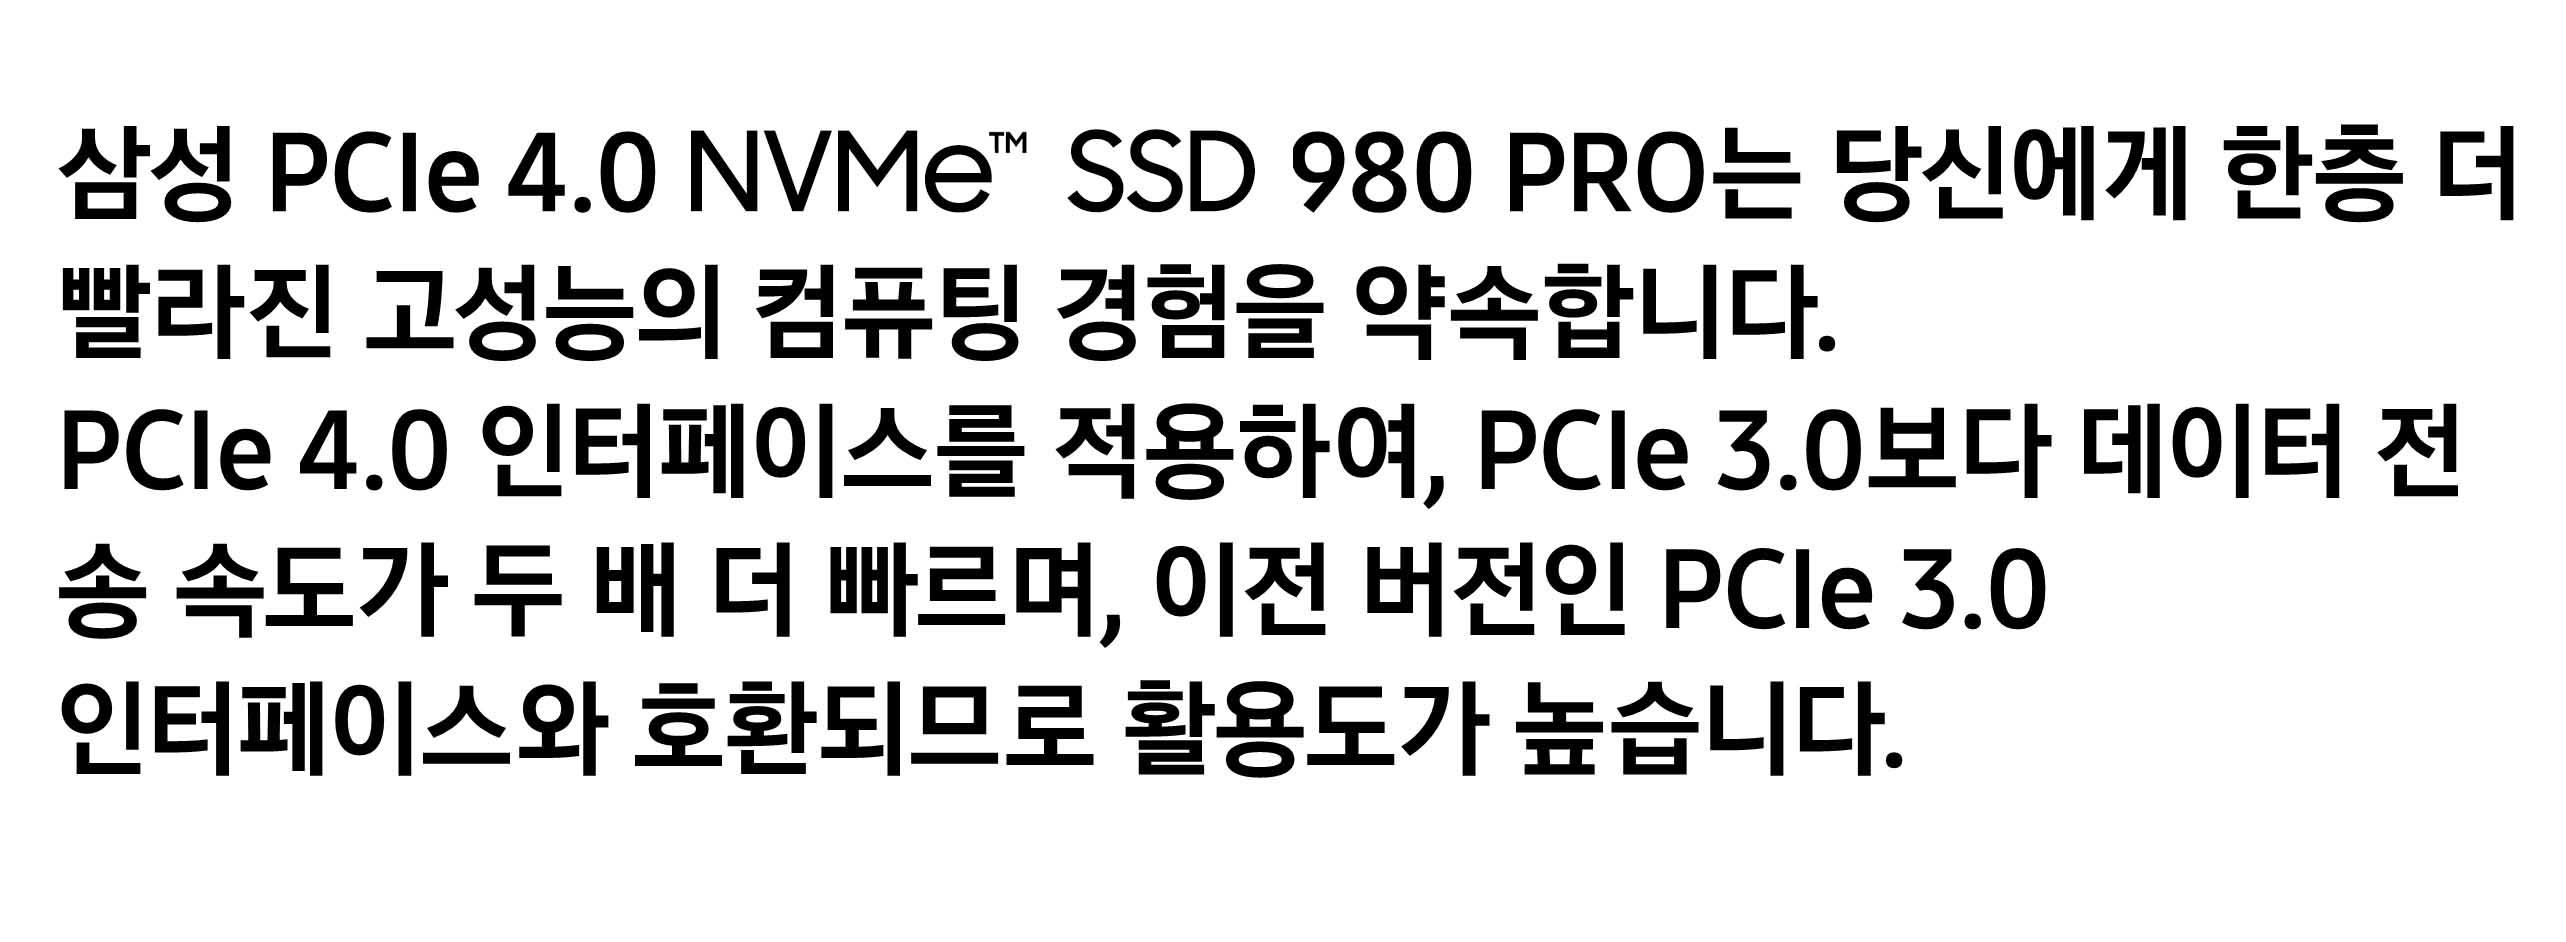 삼성 PCIe 4.0 NVMe™ SSD 980 PRO는 당신에게 한층 더
빨라진 고성능의 컴퓨팅 경험을 약속합니다.
PCIe 4.0 인터페이스를 적용하여, PCIe 3.0보다 데이터 전
송 속도가 두 배 더 빠르며, 이전 버전인 PCIe 3.0
인터페이스와 호환되므로 활용도가 높습니다.